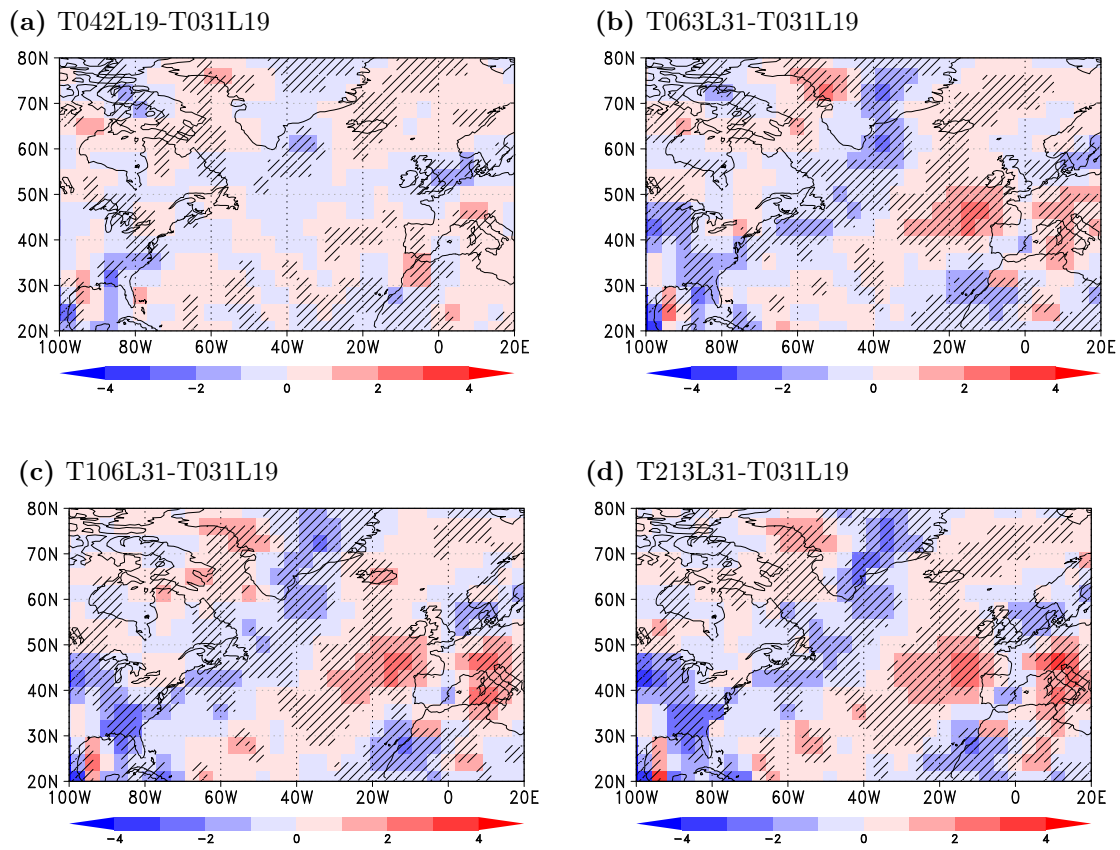 (a) T042L19-T031L19
(b) T063L31-T031L19
80N
70N
60N
50N
40N
30N
20N
100W 80W 60W 40W 20W 0 20E
-4 -2 0 2 4
80N
70N
60N
50N
40N
30N
20N
100W 80W 60W 40W 20W 0 20E
-4 -2 0 2 4
(c) T106L31-T031L19
(d) T213L31-T031L19
80N
70N
60N
50N
40N
30N
20N
100W 80W 60W 40W 20W 0 20E
-4 -2 0 2 4
80N
70N
60N
50N
40N
30N
20N
100W 80W 60W 40W 20W 0 20E
-4 -2 0 2 4